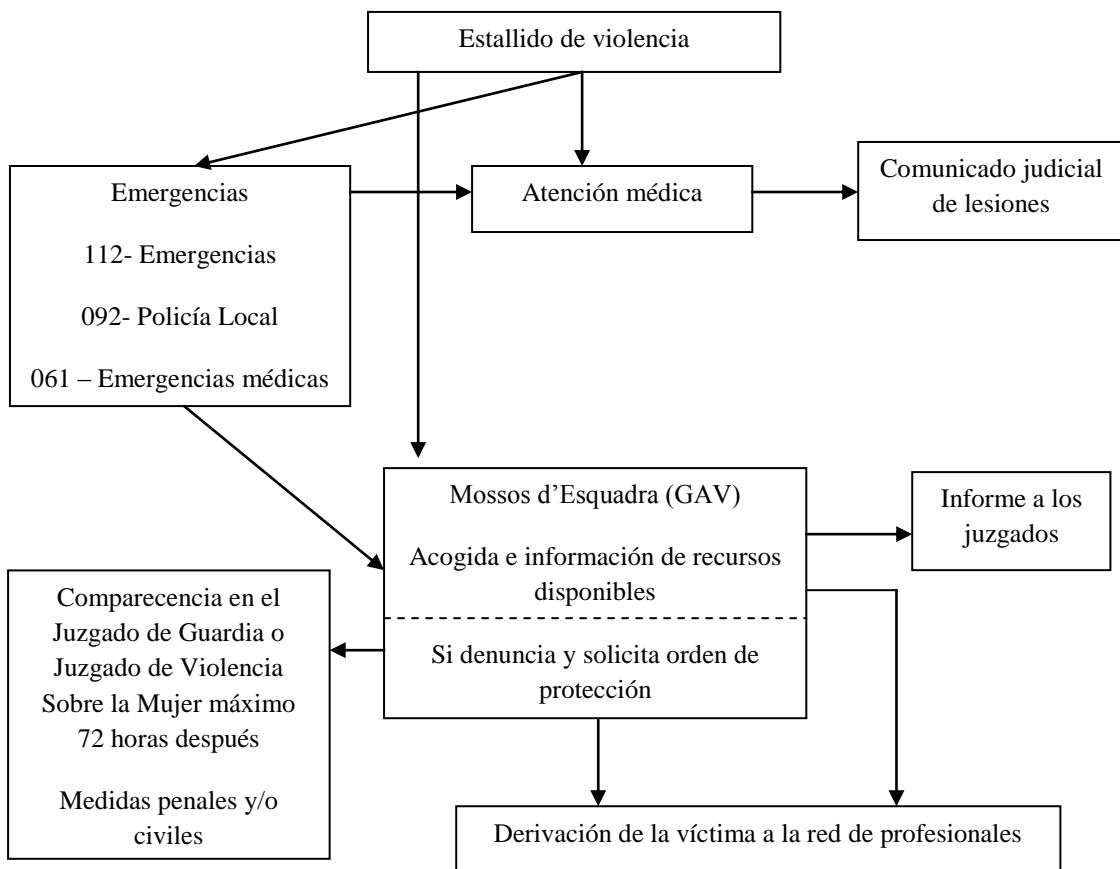 Estallido de violencia
Emergencias
112- Emergencias
092- Policía Local
061 – Emergencias médicas
Atención médica
Comunicado judicial
de lesiones
Mossos d’Esquadra (GAV)
Acogida e información de recursos
disponibles
Si denuncia y solicita orden de
protección
Informe a los
juzgados
Comparecencia en el
Juzgado de Guardia o
Juzgado de Violencia
Sobre la Mujer máximo
72 horas después
Medidas penales y/o
civiles
Derivación de la víctima a la red de profesionales